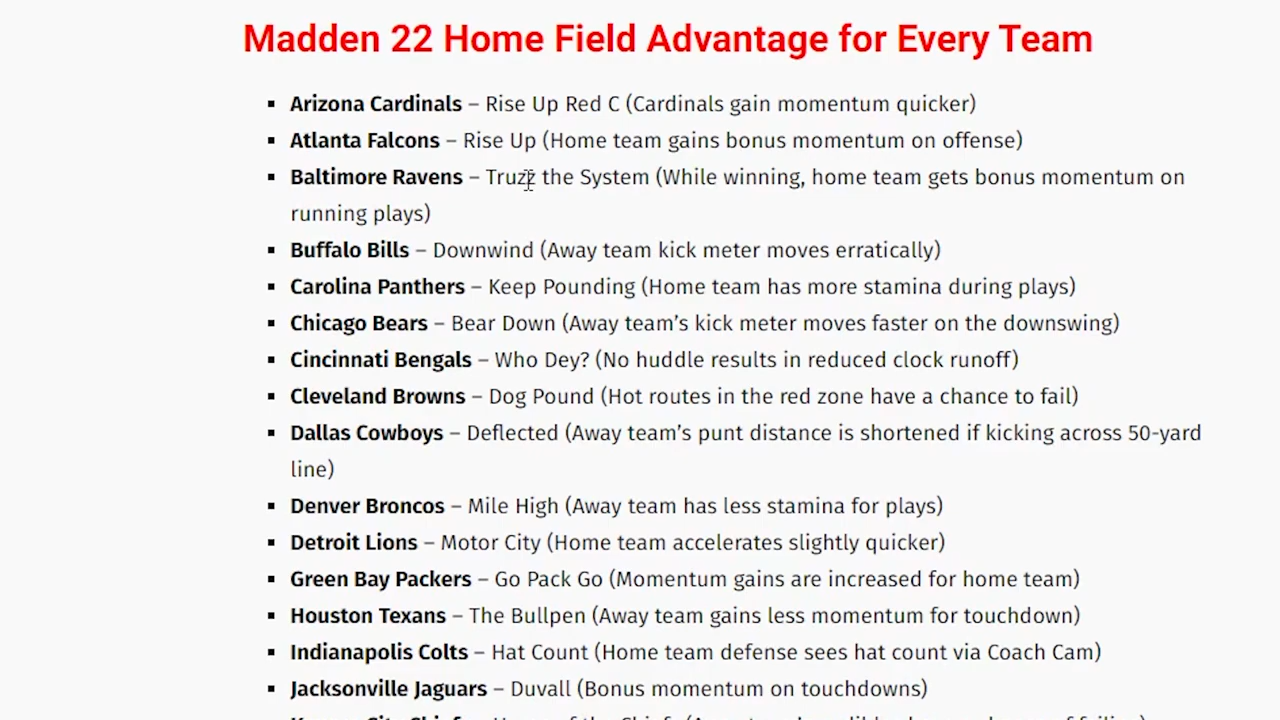 Madden 22 Home Field Advantage for Every Team
▪ Arizona Cardinals – Rise Up Red C (Cardinals gain momentum quicker)
▪ Atlanta Falcons – Rise Up (Home team gains bonus momentum on offense)
▪ Baltimore Ravens – Truzz the System (While winning, home team gets bonus momentum on
running plays)
▪ Buffalo Bills – Downwind (Away team kick meter moves erratically)
▪ Carolina Panthers – Keep Pounding (Home team has more stamina during plays)
▪ Chicago Bears – Bear Down (Away team’s kick meter moves faster on the downswing)
▪ Cincinnati Bengals – Who Dey? (No huddle results in reduced clock runoff)
▪ Cleveland Browns – Dog Pound (Hot routes in the red zone have a chance to fail)
▪ Dallas Cowboys – Deflected (Away team’s punt distance is shortened if kicking across 50-yard
line)
▪ Denver Broncos – Mile High (Away team has less stamina for plays)
▪ Detroit Lions – Motor City (Home team accelerates slightly quicker)
▪ Green Bay Packers – Go Pack Go (Momentum gains are increased for home team)
▪ Houston Texans – The Bullpen (Away team gains less momentum for touchdown)
▪ Indianapolis Colts – Hat Count (Home team defense sees hat count via Coach Cam)
▪ Jacksonville Jaguars – Duvall (Bonus momentum on touchdowns)